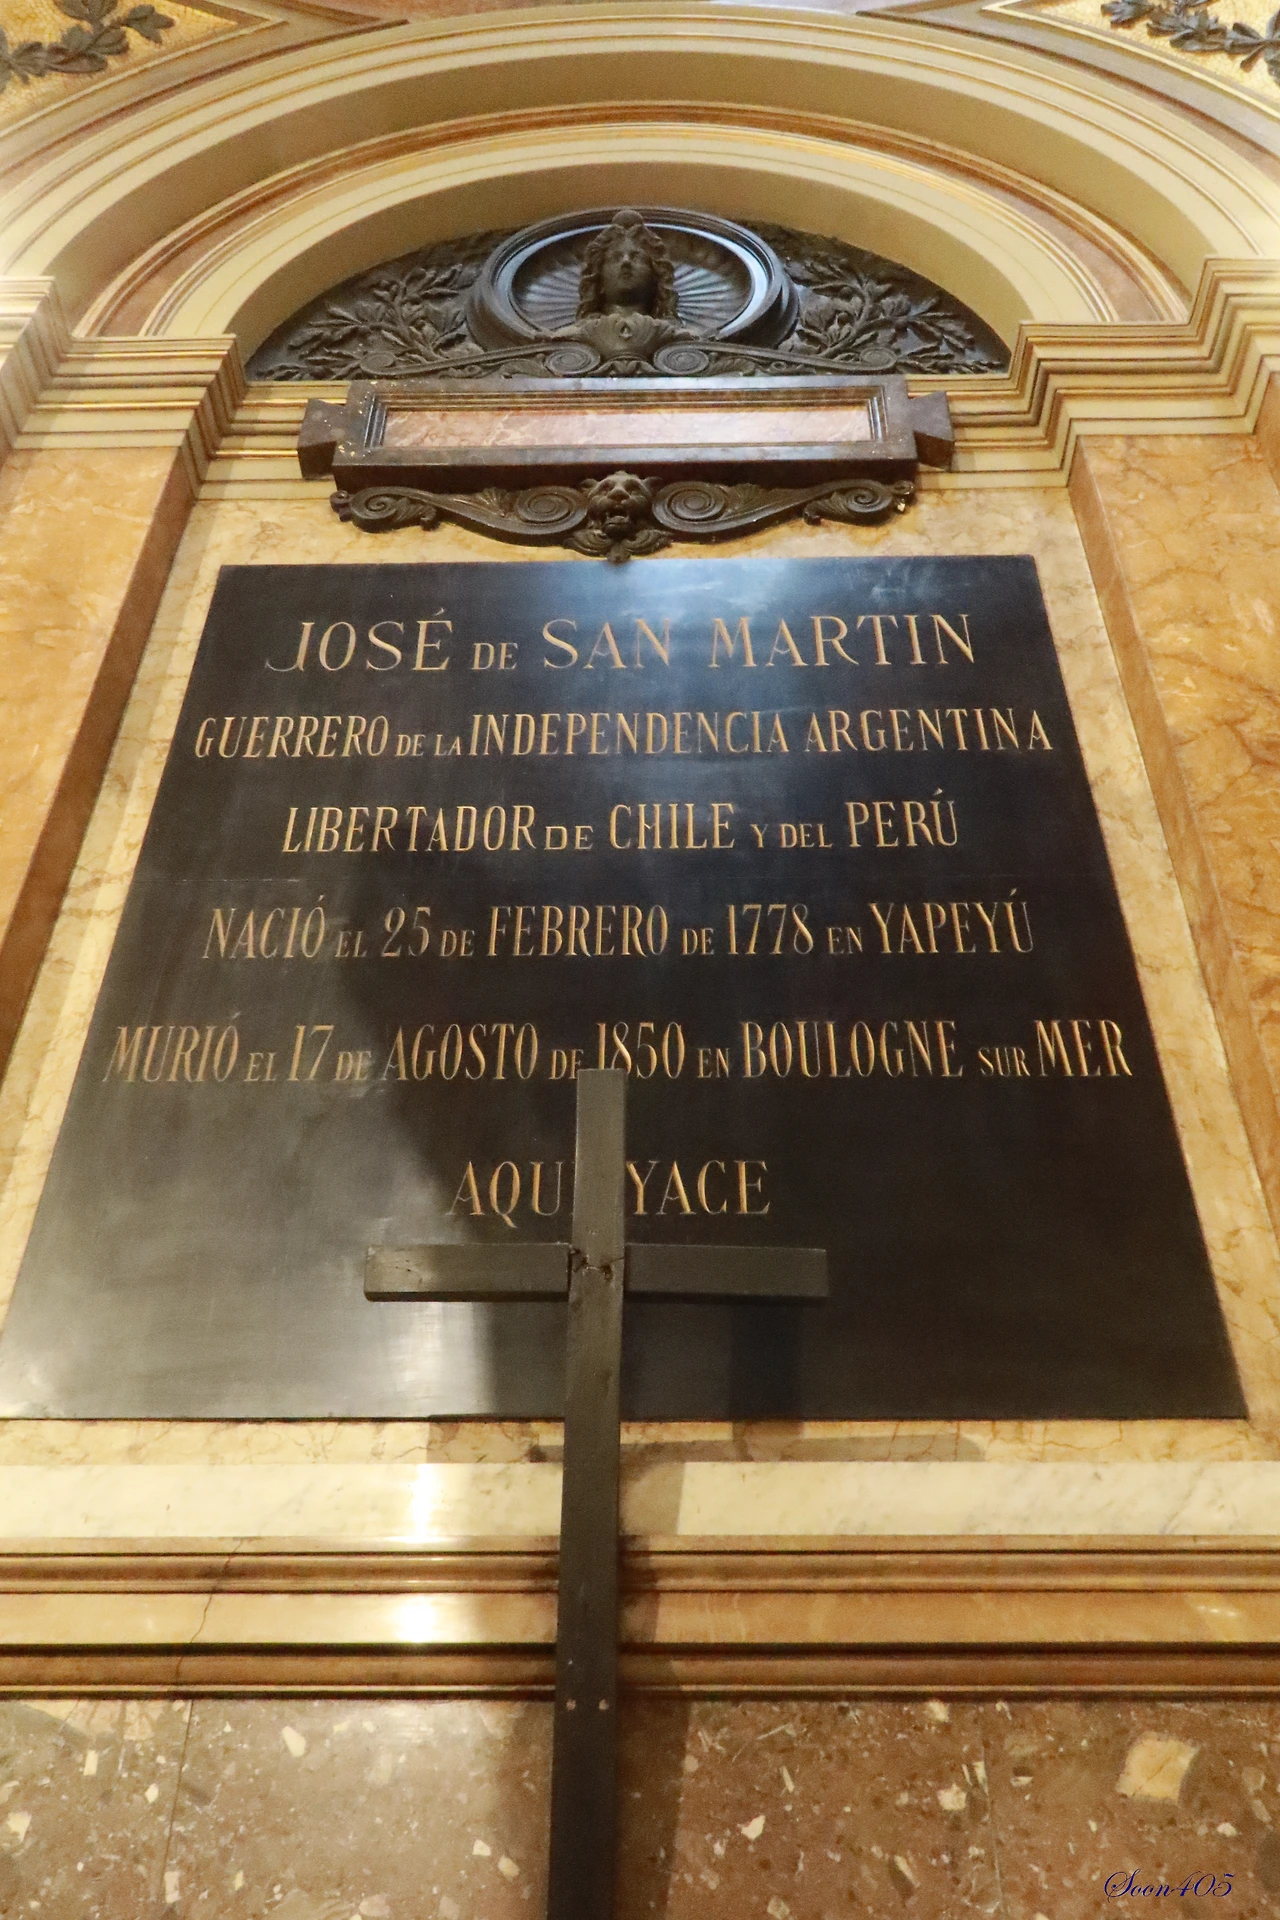 JOSÉ DE SAN MARTIN
GUERRERO DE LA INDEPENDENCIA ARGENTINA
LIBERTADOR DE CHILE Y DEL PERÚ
NACIÓ EL 25 DE FEBRERO DE 1778 EN YAPEYÚ
MURIÓ EL 17 DE AGOSTO DE 1850 EN BOULOGNE SUR MER
AQUI YACE
Soon405